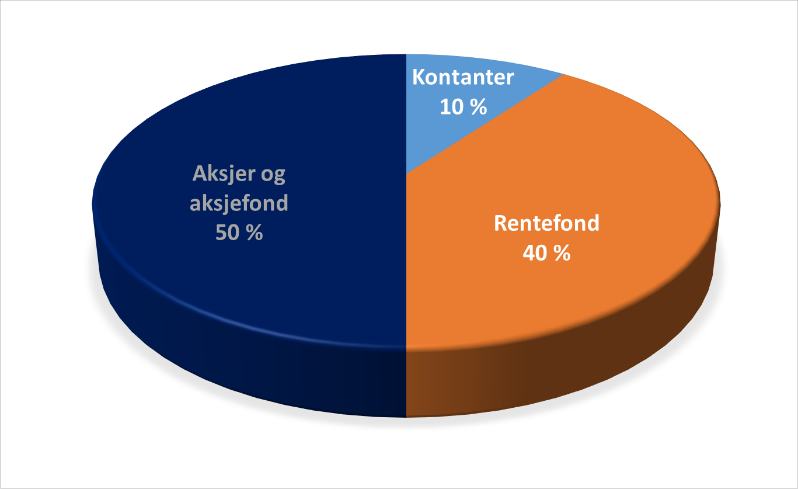 Kontanter
10 %
Aksjer og
aksjefond
50 %
Rentefond
40 %